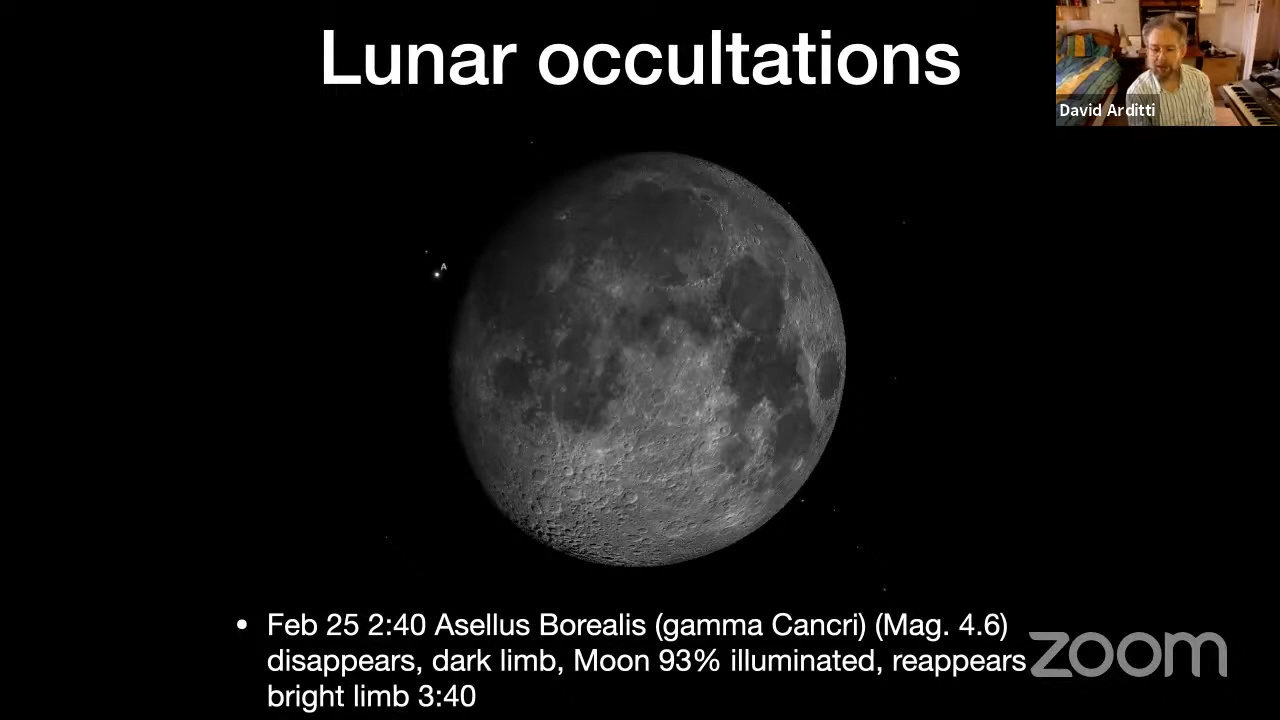 Lunar occultations
David Arditti
A
• Feb 25 2:40 Asellus Borealis (gamma Cancri) (Mag. 4.6)
disappears, dark limb, Moon 93% illuminated, reappears
bright limb 3:40
zoom